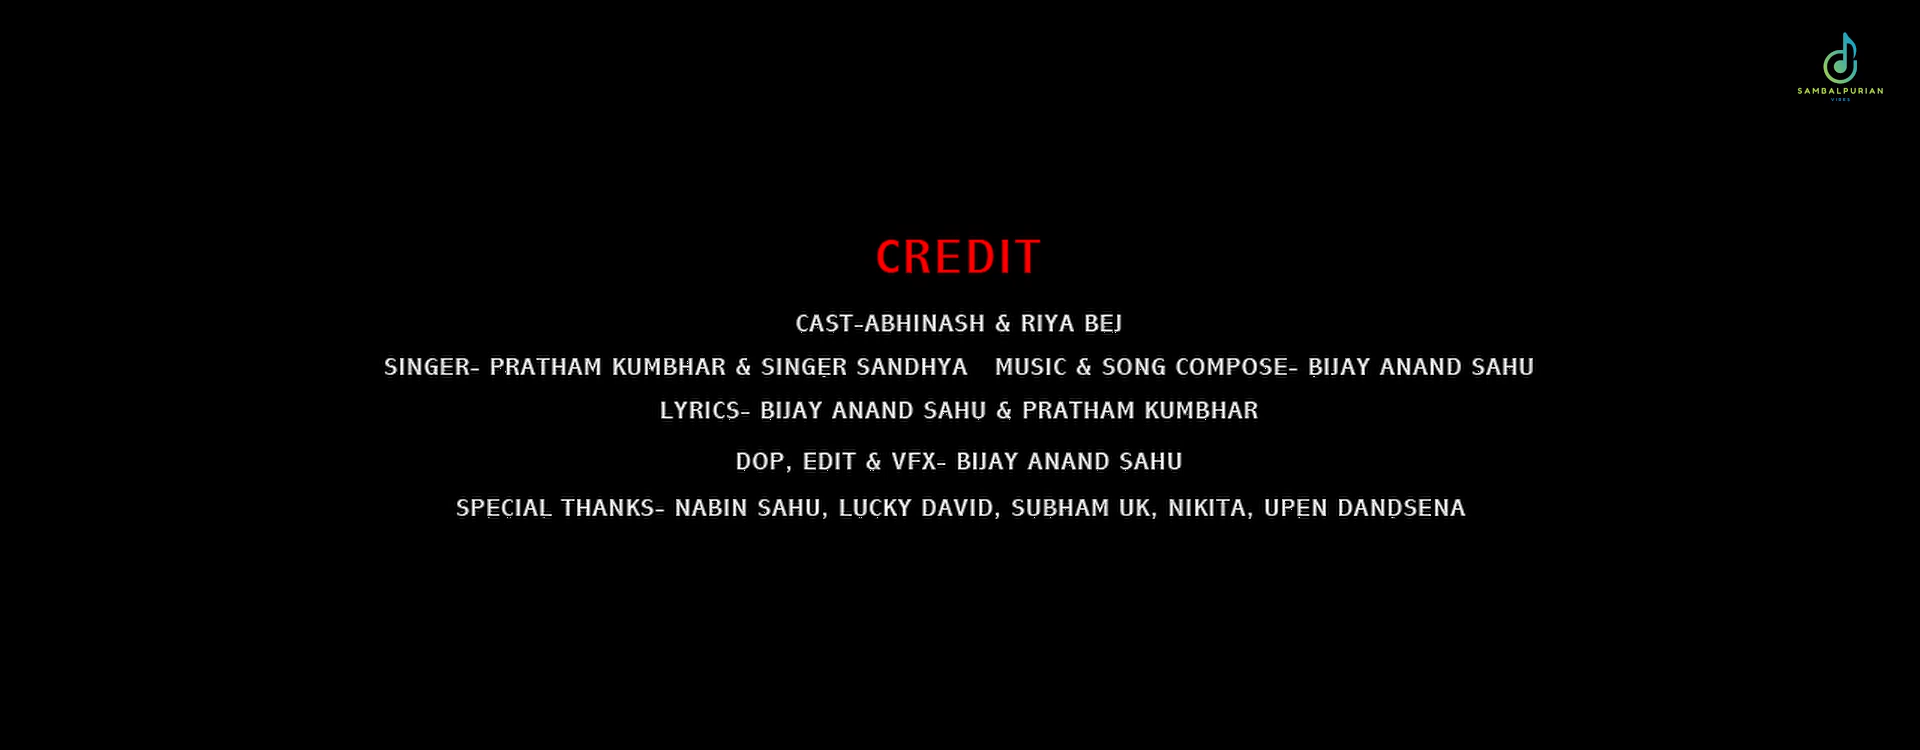 SAMBALPURIAN
VIBES
CREDIT
CAST-ABHINASH & RIYA BEJ
SINGER- PRATHAM KUMBHAR & SINGER SANDHYA MUSIC & SONG COMPOSE- BIJAY ANAND SAHU
LYRICS- BIJAY ANAND SAHU & PRATHAM KUMBHAR
DOP, EDIT & VFX- BIJAY ANAND SAHU
SPECIAL THANKS- NABIN SAHU, LUCKY DAVID, SUBHAM UK, NIKITA, UPEN DANDSENA